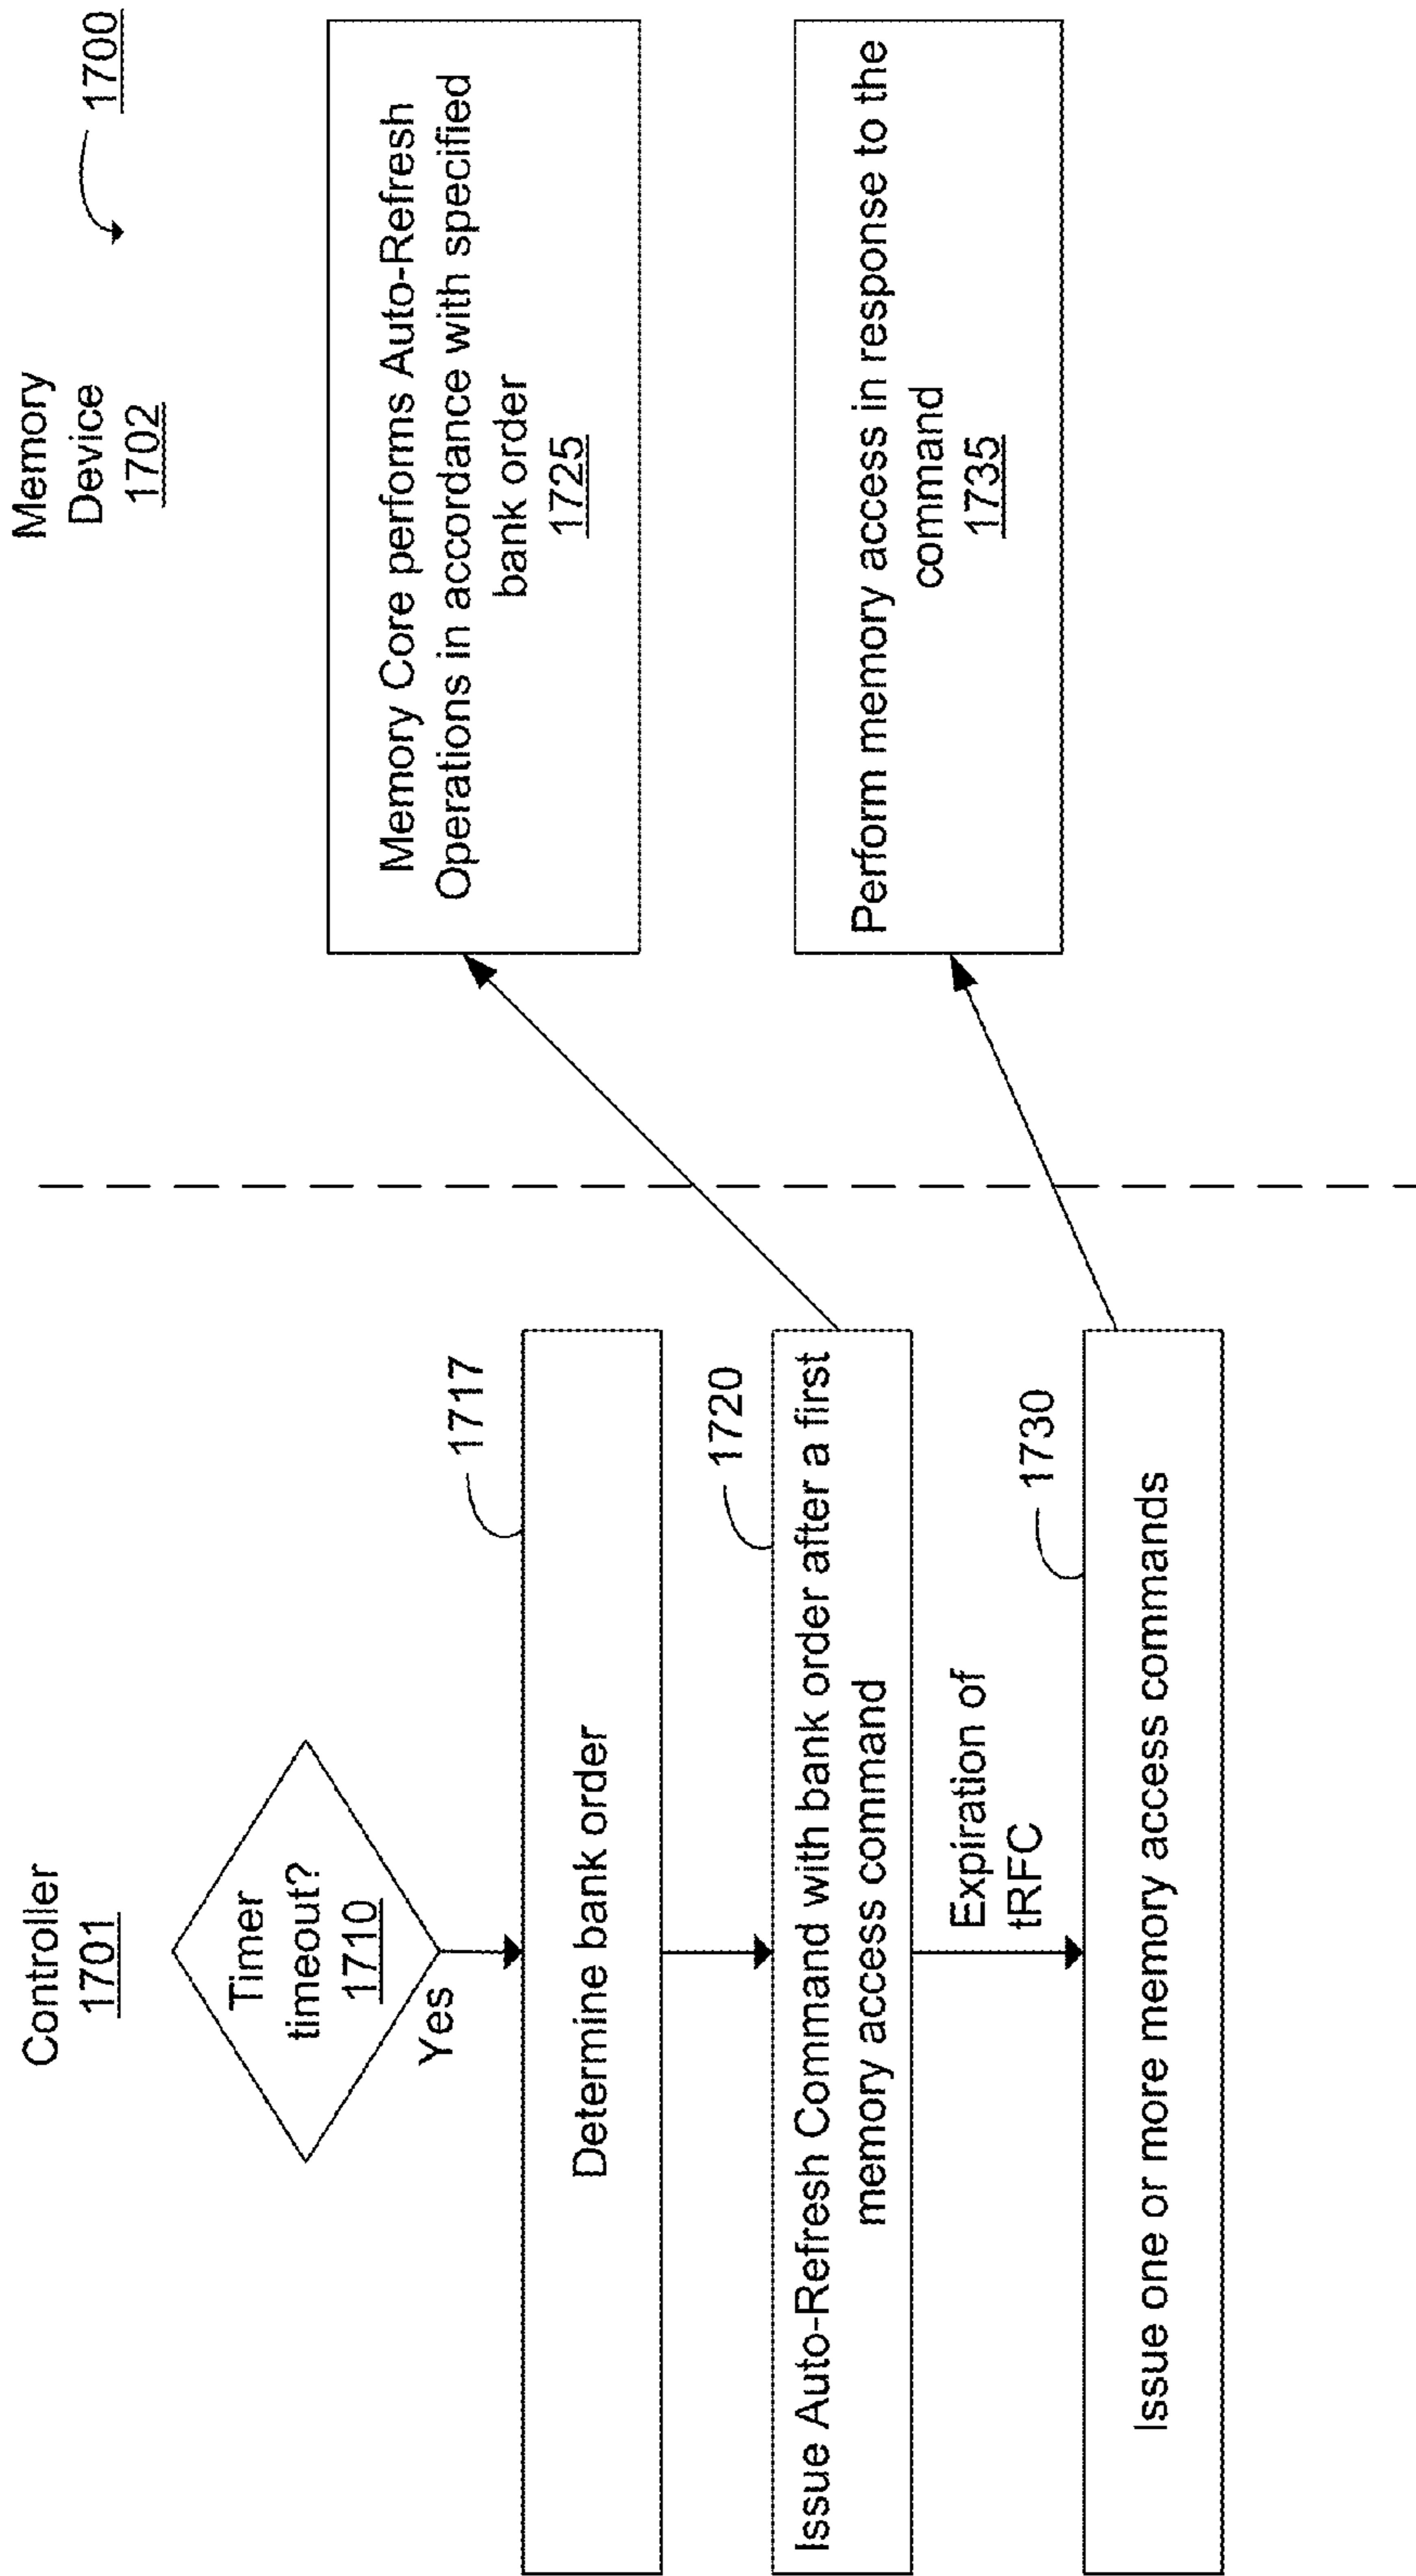 Controller
1701
Memory
Device
1702
1700
Timer
timeout?
1710
Yes
1717
Determine bank order
1720
Issue Auto-Refresh Command with bank order after a first
memory access command
Memory Core performs Auto-Refresh
Operations in accordance with specified
bank order
1725
Expiration of
tRFC
1730
Issue one or more memory access commands
Perform memory access in response to the
command
1735